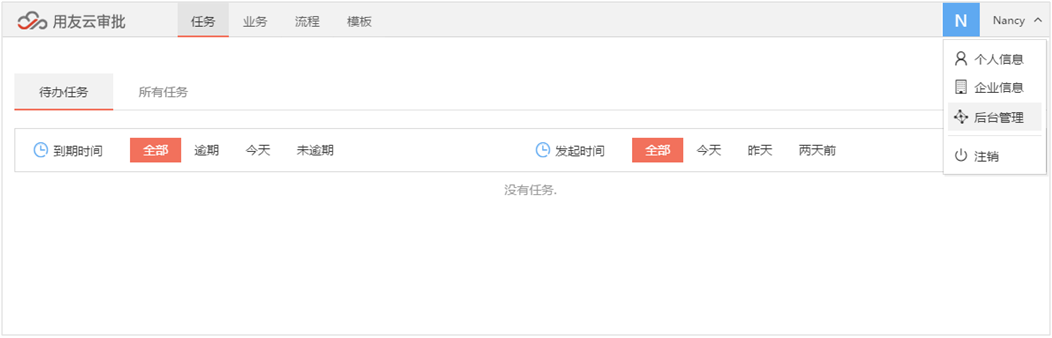 用友云审批 任务 业务 流程 模板 N Nancy
个人信息
企业信息
后台管理
注销
待办任务 所有任务
到期时间 全部 逾期 今天 未逾期 发起时间 全部 今天 昨天 两天前
没有任务.